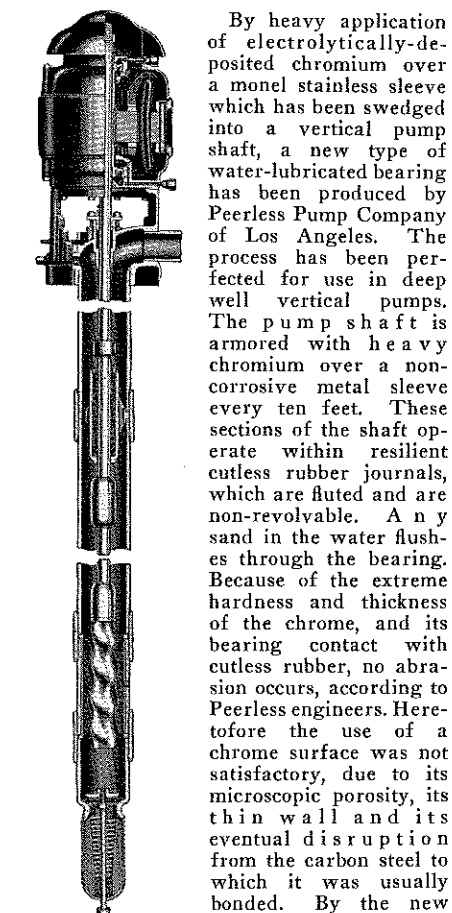 By heavy application
of electrolytically-de-
posited chromium over
a monel stainless sleeve
which has been swedged
into a vertical pump
shaft, a new type of
water-lubricated bearing
has been produced by
Peerless Pump Company
of Los Angeles. The
process has been per-
fected for use in deep
well vertical pumps.
The pump shaft is
armored with heavy
chromium over a non-
corrosive metal sleeve
every ten feet. These
sections of the shaft op-
erate within resilient
cutless rubber journals,
which are fluted and are
non-revolvable. Any
sand in the water flush-
es through the bearing.
Because of the extreme
hardness and thickness
of the chrome, and its
bearing contact with
cutless rubber, no abra-
sion occurs, according to
Peerless engineers. Here-
tofore the use of a
chrome surface was not
satisfactory, due to its
microscopic porosity, its
thin wall and its
eventual disruption
from the carbon steel to
which it was usually
bonded. By the new